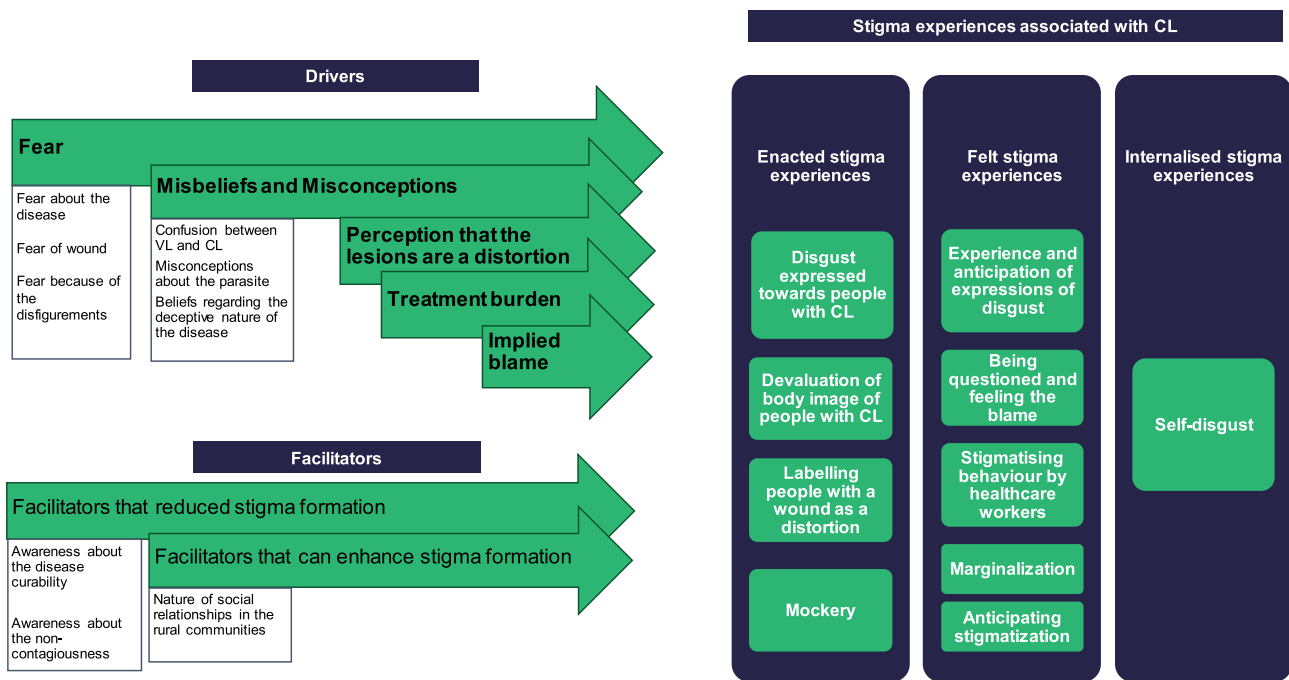 Drivers
Fear
Fear about the
disease
Fear of wound
Fear because of
the
disfigurements
Misbeliefs and Misconceptions
Confusion between
VL and CL
Misconceptions
about the parasite
Beliefs regarding the
deceptive nature of
the disease
Perception that the
lesions are a distortion
Treatment burden
Implied
blame
Facilitators
Facilitators that reduced stigma formation
Awareness about
the disease
curability
Awareness about
the non-
contagiousness
Facilitators that can enhance stigma formation
Nature of social
relationships in the
rural communities
Stigma experiences associated with CL
Enacted stigma
experiences
Disgust
expressed
towards people
with CL
Devaluation of
body image of
people with CL
Labelling
people with a
wound as a
distortion
Mockery
Felt stigma
experiences
Experience and
anticipation of
expressions of
disgust
Being
questioned and
feeling the
blame
Stigmatising
behaviour by
healthcare
workers
Marginalization
Anticipating
stigmatization
Internalised stigma
experiences
Self-disgust